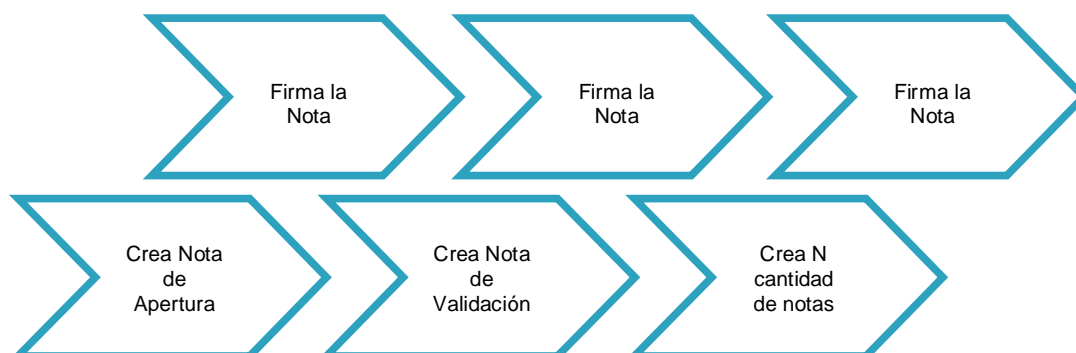 Firma la
Nota
Firma la
Nota
Firma la
Nota
Crea Nota
de
Apertura
Crea Nota
de
Validación
Crea N
cantidad
de notas